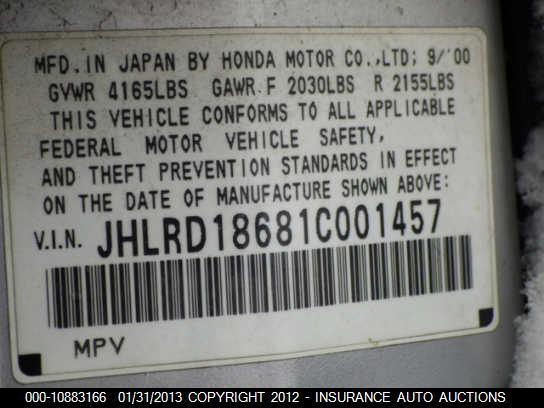 MFD. IN JAPAN BY HONDA MOTOR CO.,LTD; 9/'00
GVWR 4165LBS GAWR F 2030LBS R 2155LBS
THIS VEHICLE CONFORMS TO ALL APPLICABLE
FEDERAL MOTOR VEHICLE SAFETY,
AND THEFT PREVENTION STANDARDS IN EFFECT
ON THE DATE OF MANUFACTURE SHOWN ABOVE:
V.I.N. JHLRD18681C001457
MPV
000-10883166 01/31/2013 COPYRIGHT 2012 - INSURANCE AUTO AUCTIONS